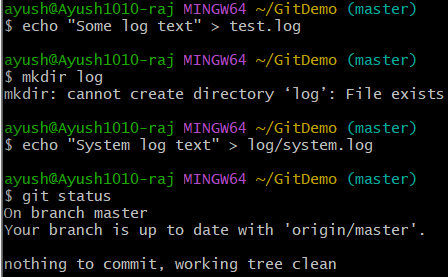 ayush@Ayush1010-raj MINGW64 ~/GitDemo (master)
$ echo "Some log text" > test.log
ayush@Ayush1010-raj MINGW64 ~/GitDemo (master)
$ mkdir log
mkdir: cannot create directory ‘log’: File exists
ayush@Ayush1010-raj MINGW64 ~/GitDemo (master)
$ echo "System log text" > log/system.log
ayush@Ayush1010-raj MINGW64 ~/GitDemo (master)
$ git status
On branch master
Your branch is up to date with 'origin/master'.
nothing to commit, working tree clean